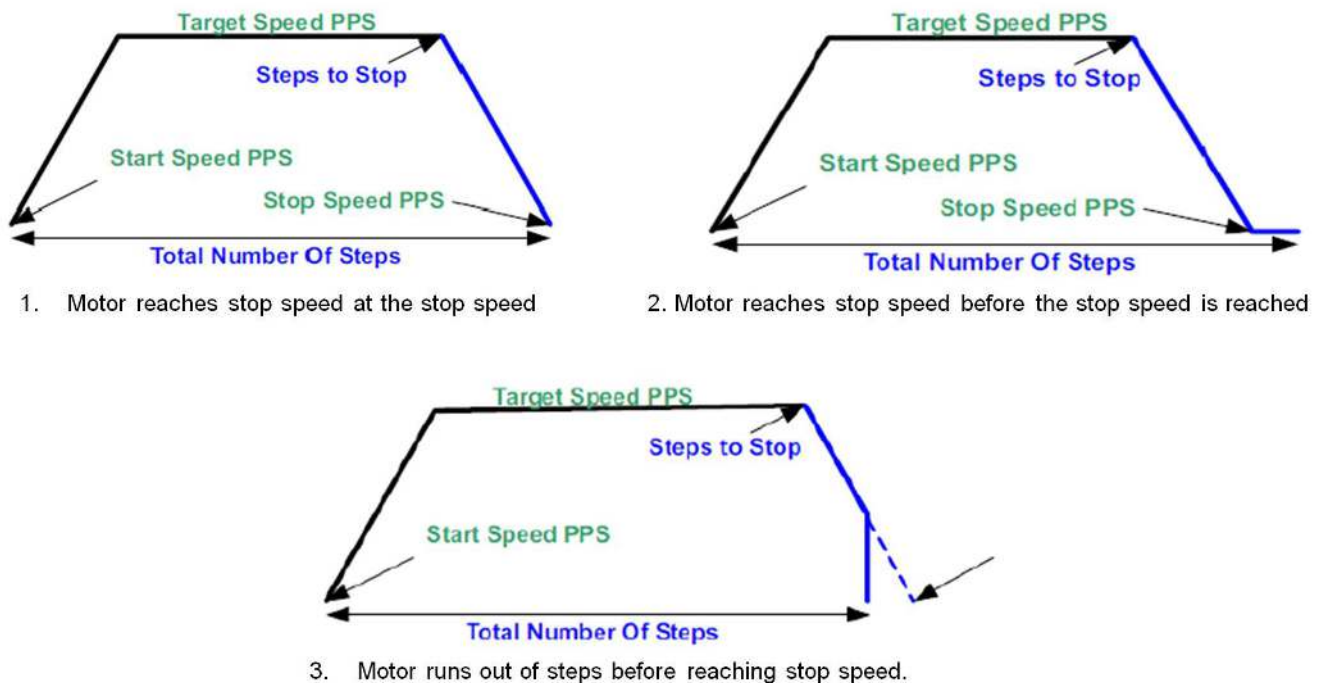 Target Speed PPS
Steps to Stop
Start Speed PPS
Stop Speed PPS
Total Number Of Steps
1. Motor reaches stop speed at the stop speed
Target Speed PPS
Steps to Stop
Start Speed PPS
Stop Speed PPS
Total Number Of Steps
2. Motor reaches stop speed before the stop speed is reached
Target Speed PPS
Steps to Stop
Start Speed PPS
Total Number Of Steps
3. Motor runs out of steps before reaching stop speed.